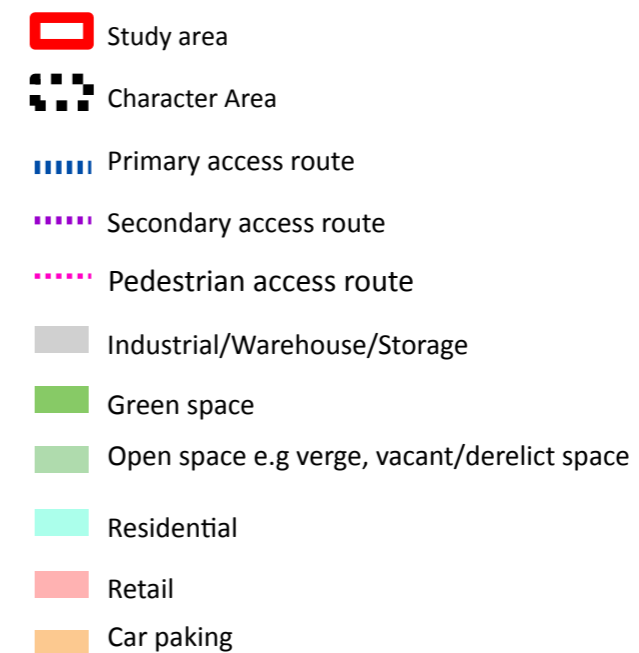 Study area
Character Area
Primary access route
Secondary access route
Pedestrian access route
Industrial/Warehouse/Storage
Green space
Open space e.g verge, vacant/derelict space
Residential
Retail
Car paking